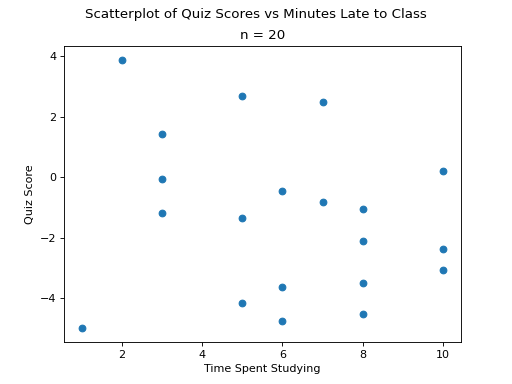 Scatterplot of Quiz Scores vs Minutes Late to Class
n = 20
4
2
0
−2
−4
Quiz Score
2 4 6 8 10
Time Spent Studying